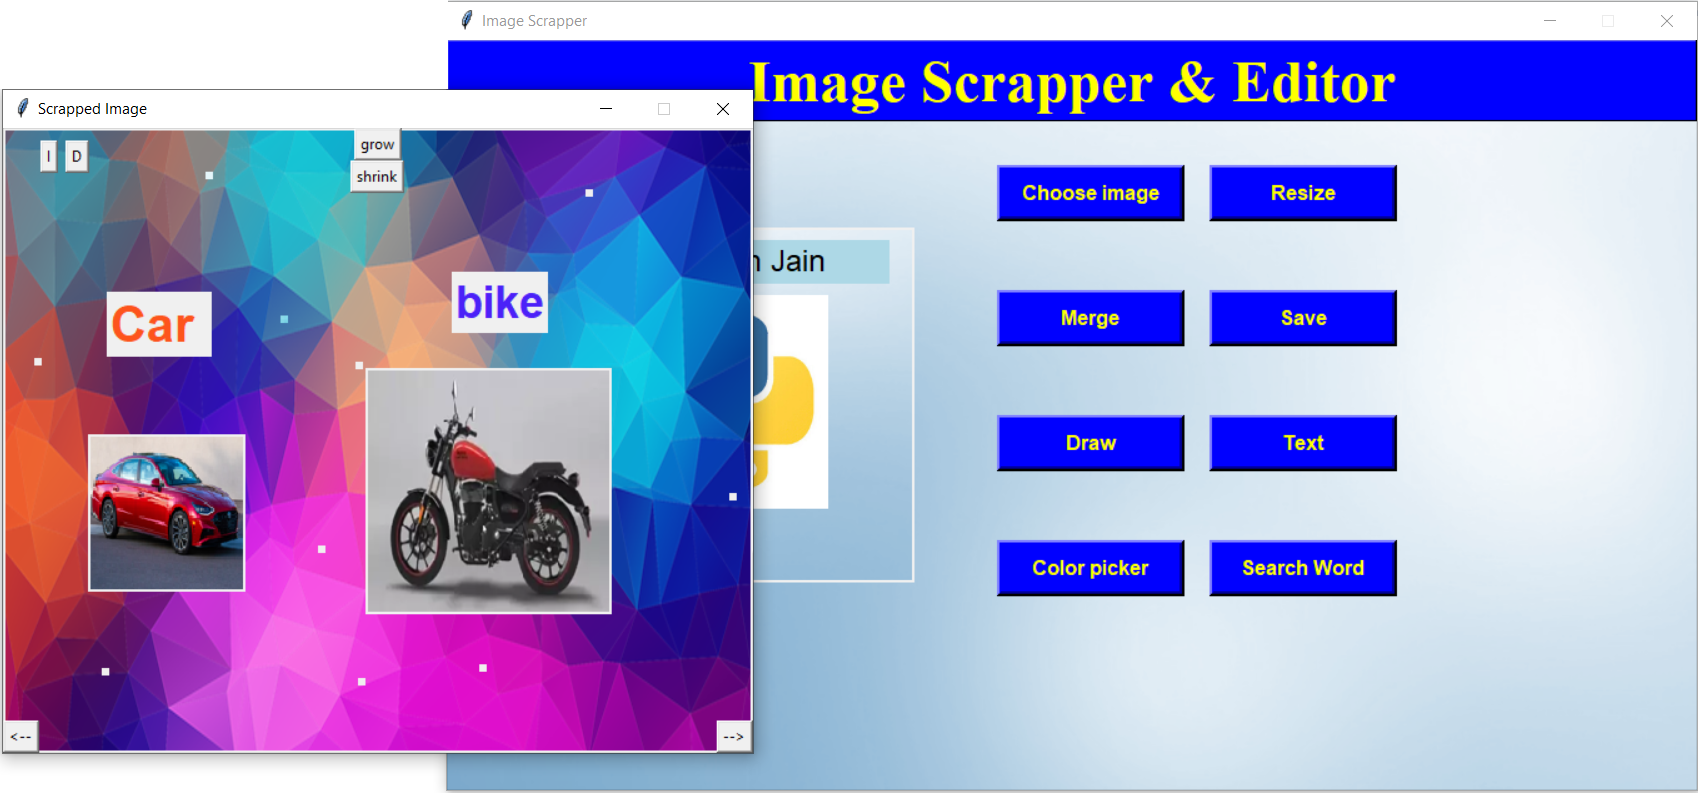 Image Scrapper
Image Scrapper & Editor
Scrapped Image
I D
grow
shrink
Car
bike
<--
-->
Jain
Choose image
Resize
Merge
Save
Draw
Text
Color picker
Search Word